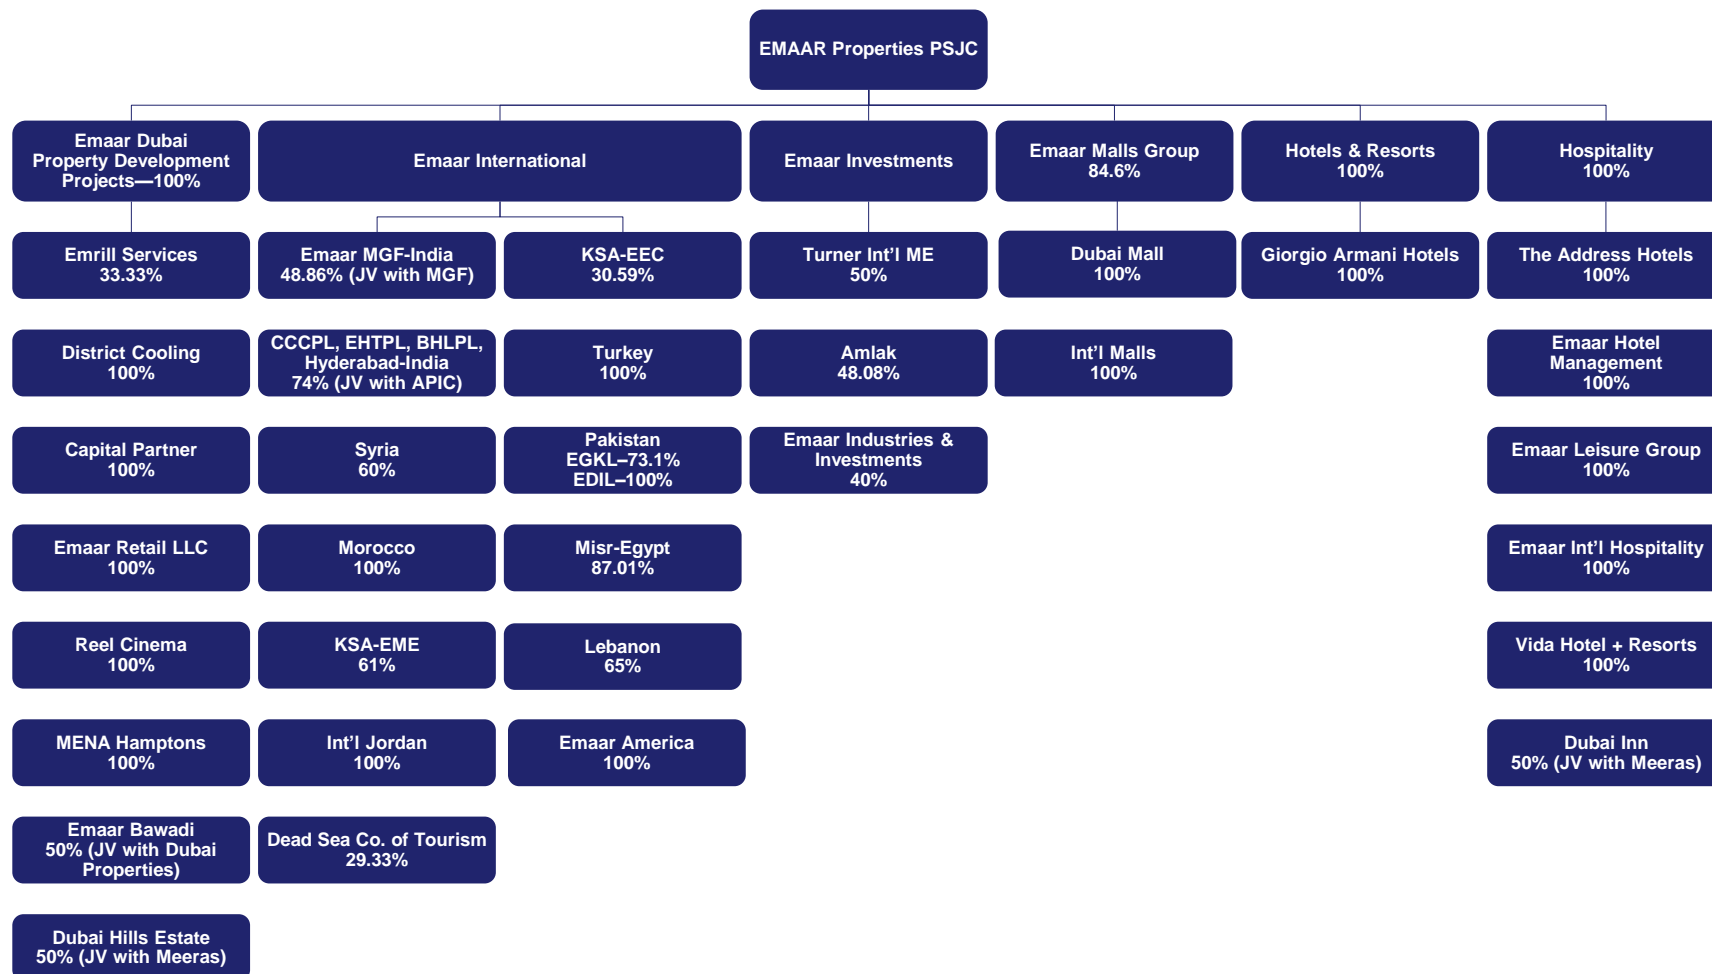 EMAAR Properties PSJC
Emaar Dubai
Property Development
Projects—100%
Emaar International
Emaar Investments
Emaar Malls Group
84.6%
Hotels & Resorts
100%
Hospitality
100%
Emrill Services
33.33%
Emaar MGF-India
48.86% (JV with MGF)
KSA-EEC
30.59%
Turner Int’l ME
50%
Dubai Mall
100%
Giorgio Armani Hotels
100%
The Address Hotels
100%
District Cooling
100%
CCCPL, EHTPL, BHLPL,
Hyderabad-India
74% (JV with APIC)
Turkey
100%
Amlak
48.08%
Int’l Malls
100%
Emaar Hotel
Management
100%
Capital Partner
100%
Syria
60%
Pakistan
EGKL–73.1%
EDIL–100%
Emaar Industries &
Investments
40%
Emaar Leisure Group
100%
Emaar Retail LLC
100%
Morocco
100%
Misr-Egypt
87.01%
Emaar Int’l Hospitality
100%
Reel Cinema
100%
KSA-EME
61%
Lebanon
65%
Vida Hotel + Resorts
100%
MENA Hamptons
100%
Int’l Jordan
100%
Emaar America
100%
Dubai Inn
50% (JV with Meeras)
Emaar Bawadi
50% (JV with Dubai
Properties)
Dead Sea Co. of Tourism
29.33%
Dubai Hills Estate
50% (JV with Meeras)